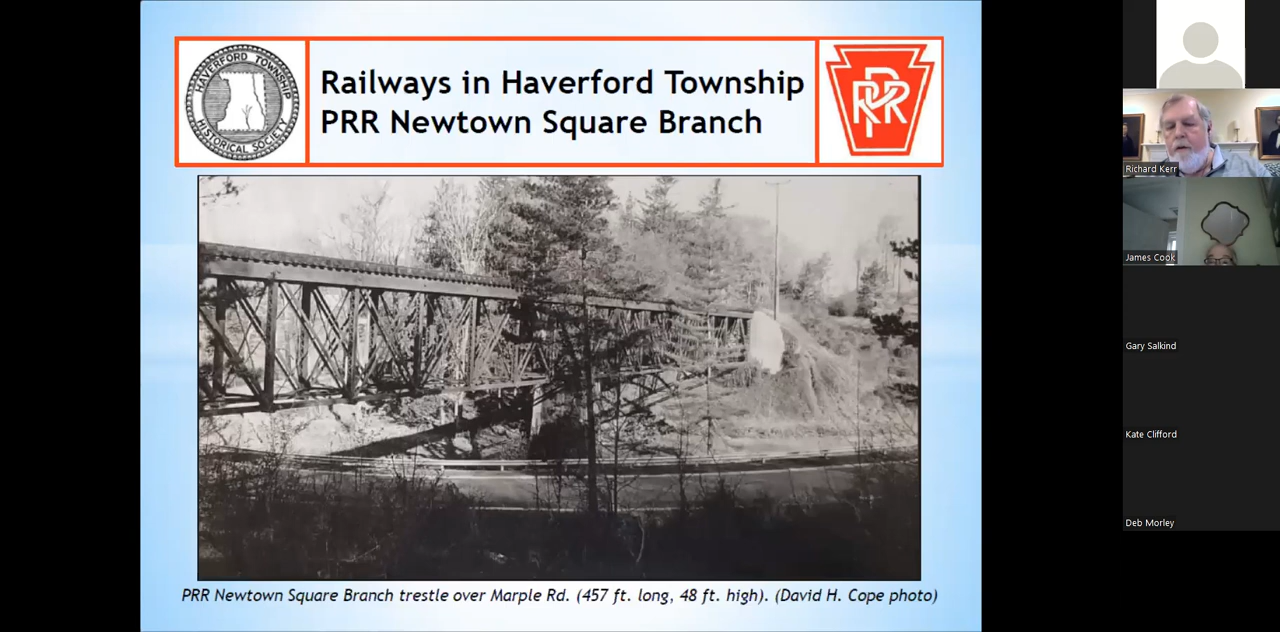 HAVERFORD TOWNSHIP
HISTORICAL SOCIETY
Railways in Haverford Township
PRR Newtown Square Branch
PRR
PRR Newtown Square Branch trestle over Marple Rd. (457 ft. long, 48 ft. high). (David H. Cope photo)
Richard Kerr
James Cook
Gary Salkind
Kate Clifford
Deb Morley